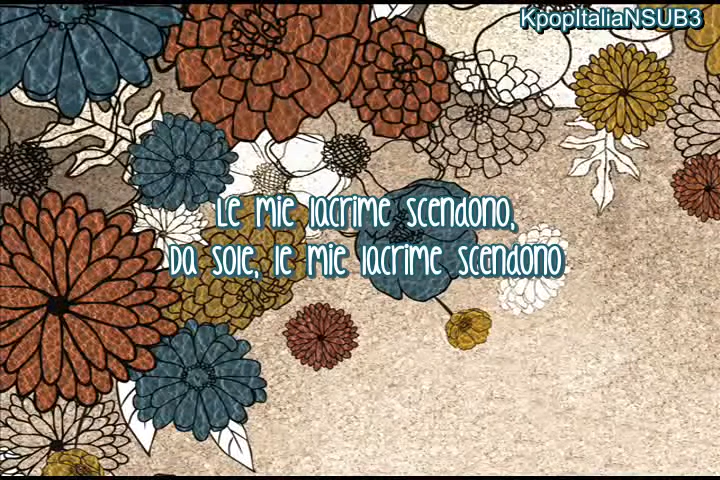 KpopItaliaNSUB3
Le mie lacrime scendono,
Da sole, le mie lacrime scendono